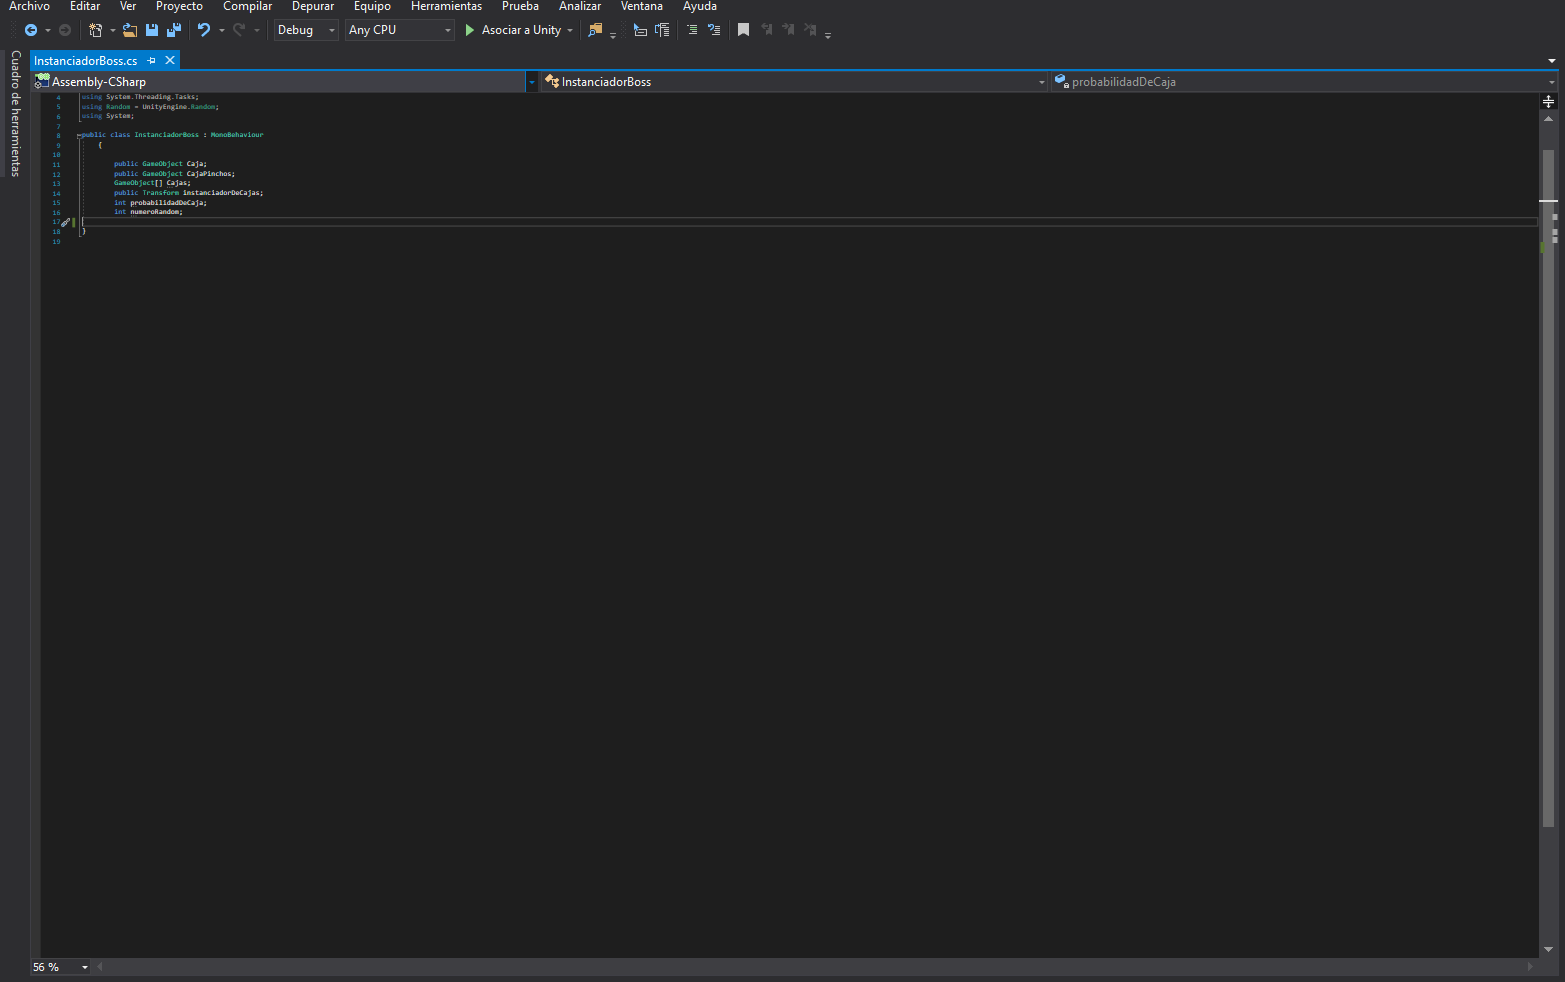 Archivo Editar Ver Proyecto Compilar Depurar Equipo Herramientas Prueba Analizar Ventana Ayuda
Debug Any CPU Asociar a Unity
Cuadro de herramientas
InstanciadorBoss.cs
Assembly-CSharp InstanciadorBoss probabilidadDeCaja
4 using System.Threading.Tasks;
5 using Random = UnityEngine.Random;
6 using System;
7
8 public class InstanciadorBoss : MonoBehaviour
9 {
10
11 public GameObject Caja;
12 public GameObject CajaPinchos;
13 GameObject[] Cajas;
14 public Transform instanciadorDeCajas;
15 int probabilidadDeCaja;
16 int numeroRandom;
17
18 }
19
56 %